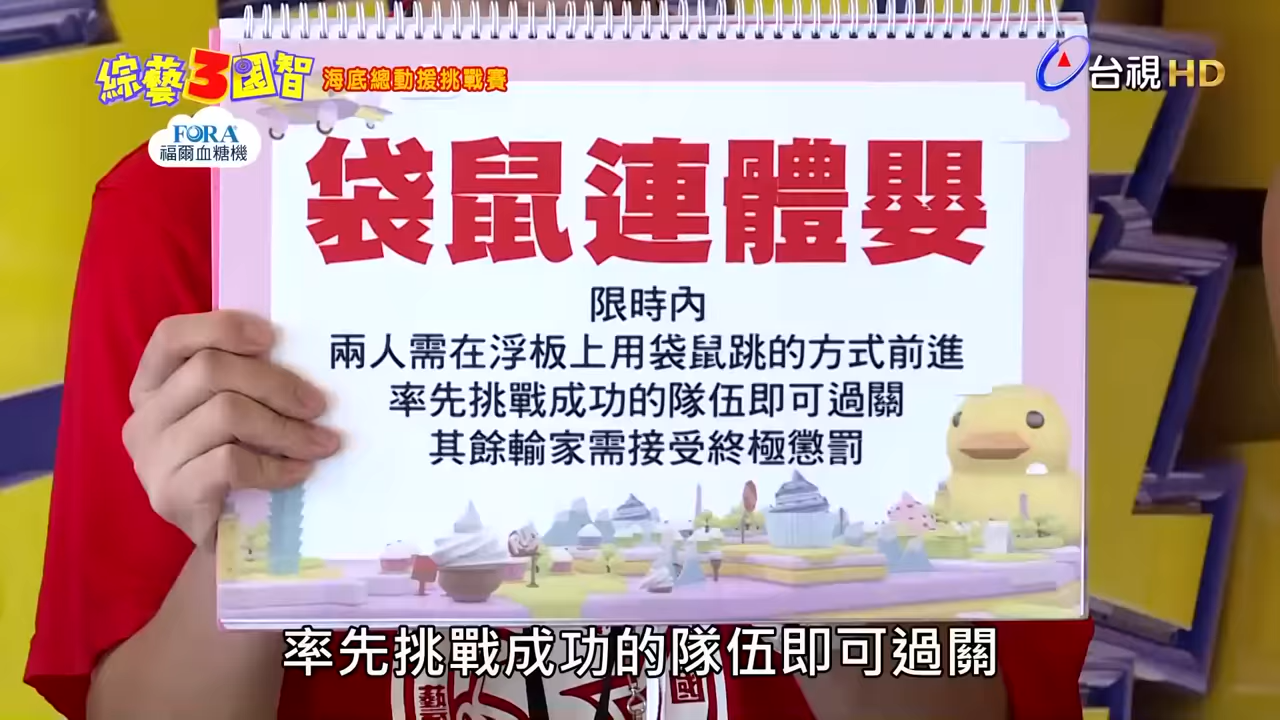 綜藝3國智 海底總動援挑戰賽
台視HD
FORA
福爾血糖機
袋鼠連體嬰
限時內
兩人需在浮板上用袋鼠跳的方式前進
率先挑戰成功的隊伍即可過關
其餘輸家需接受終極懲罰
率先挑戰成功的隊伍即可過關